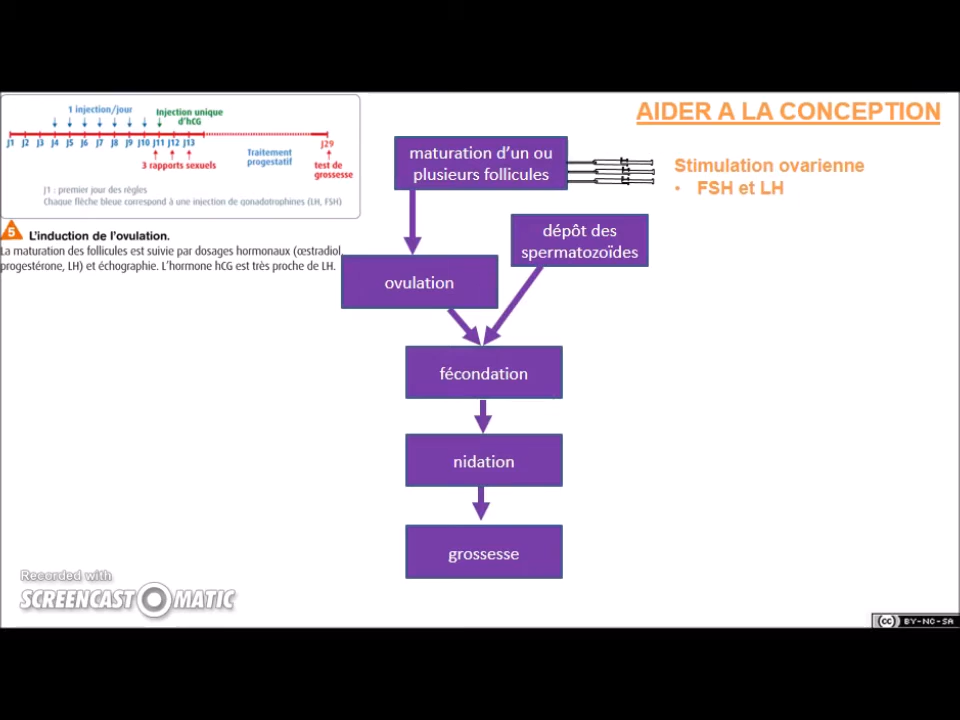 AIDER A LA CONCEPTION
1 injection/jour
Injection unique
d'hCG
J1 J2 J3 J4 J5 J6 J7 J8 J9 J10 J11 J12 J13 J29
3 rapports sexuels
Traitement
progestatif
test de
grossesse
J1 : premier jour des règles
Chaque flèche bleue correspond à une injection de gonadotrophines (LH, FSH)
5 L'induction de l'ovulation.
La maturation des follicules est suivie par dosages hormonaux (œstradiol,
progestérone, LH) et échographie. L'hormone hCG est très proche de LH.
maturation d'un ou
plusieurs follicules
Stimulation ovarienne
• FSH et LH
dépôt des
spermatozoïdes
ovulation
fécondation
nidation
grossesse
Recorded with
SCREENCAST MATIC
cc BY-NC-SA